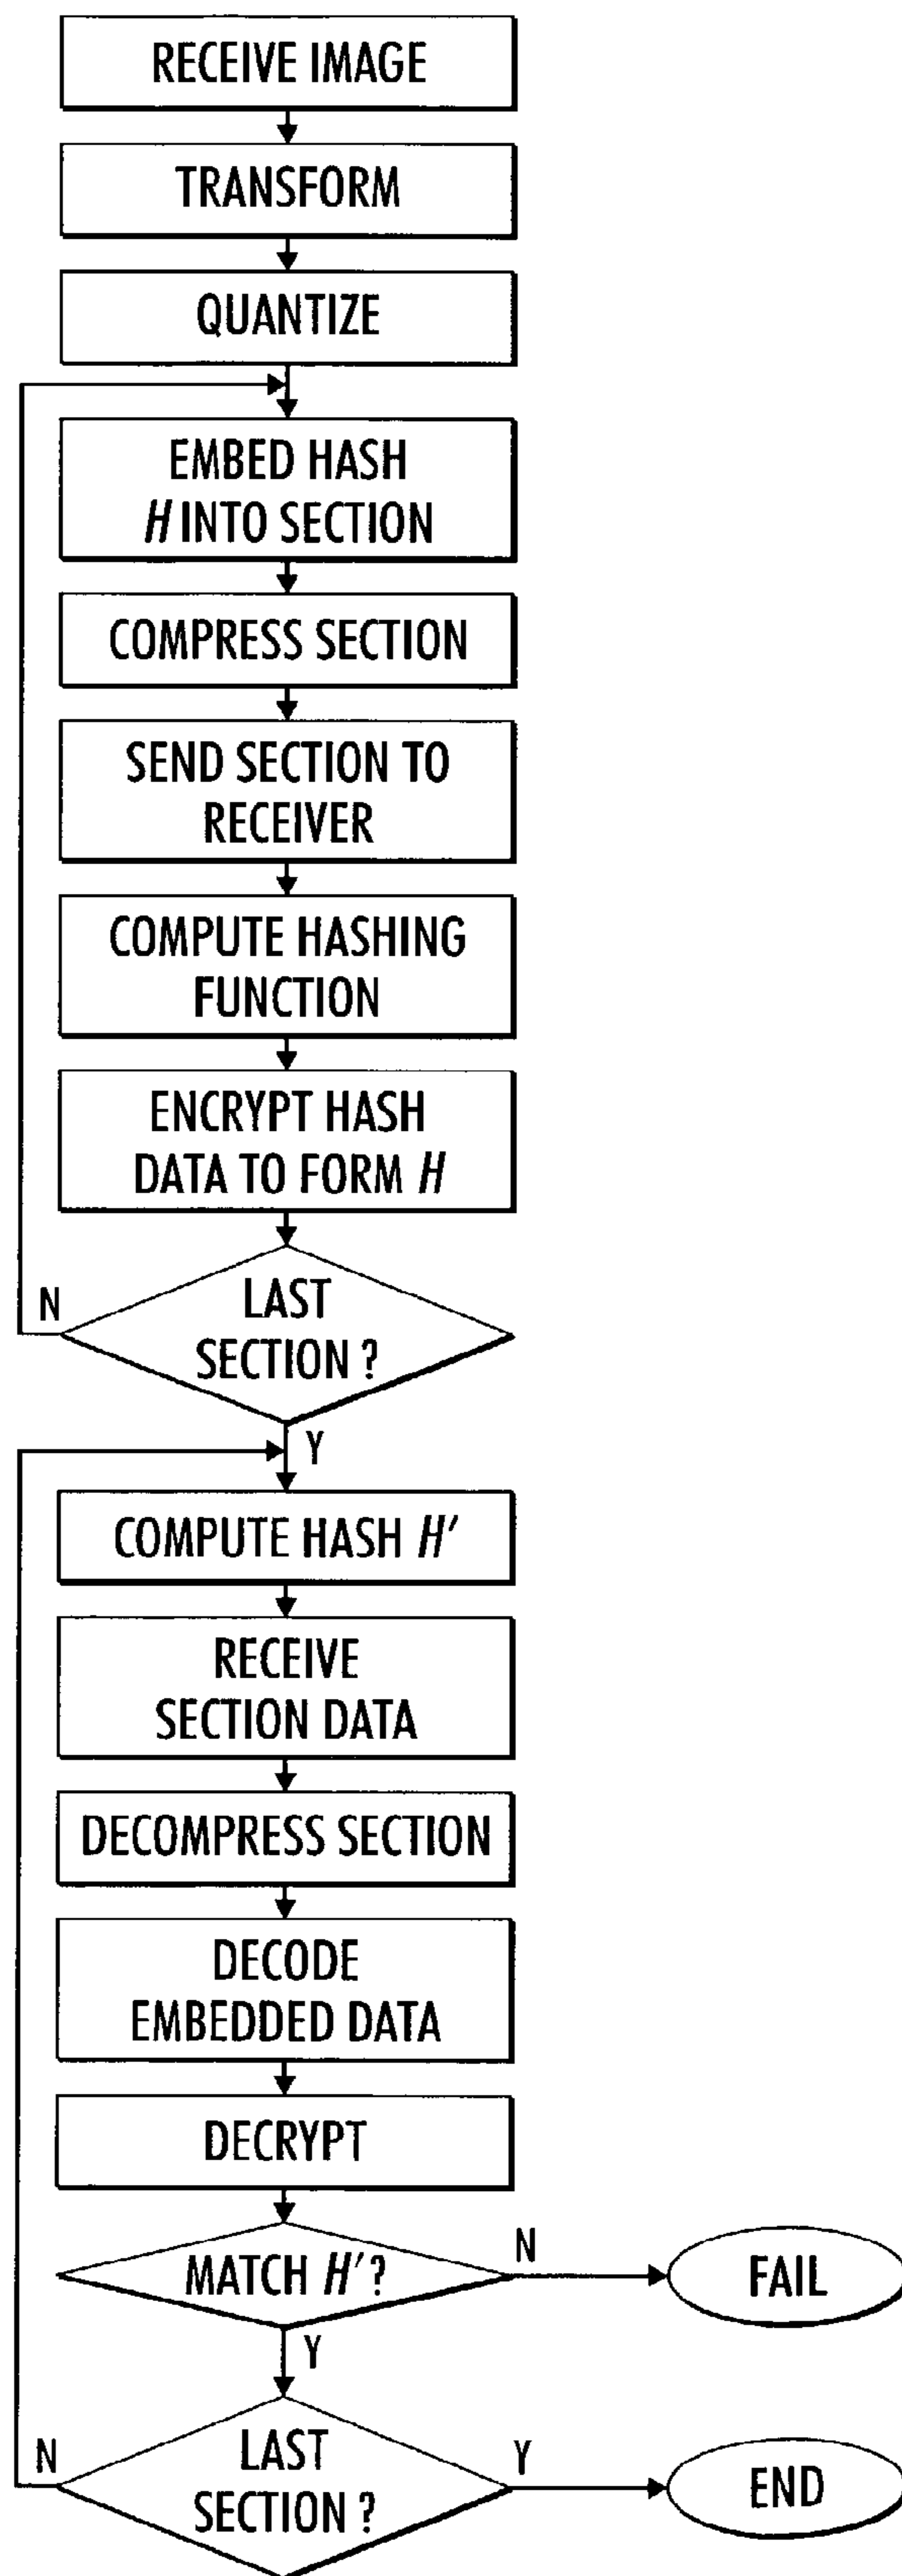 RECEIVE IMAGE
TRANSFORM
QUANTIZE
EMBED HASH
H INTO SECTION
COMPRESS SECTION
SEND SECTION TO
RECEIVER
COMPUTE HASHING
FUNCTION
ENCRYPT HASH
DATA TO FORM H
LAST
SECTION ?
N
Y
COMPUTE HASH H'
RECEIVE
SECTION DATA
DECOMPRESS SECTION
DECODE
EMBEDDED DATA
DECRYPT
MATCH H' ?
N
FAIL
Y
LAST
SECTION ?
N
Y
END